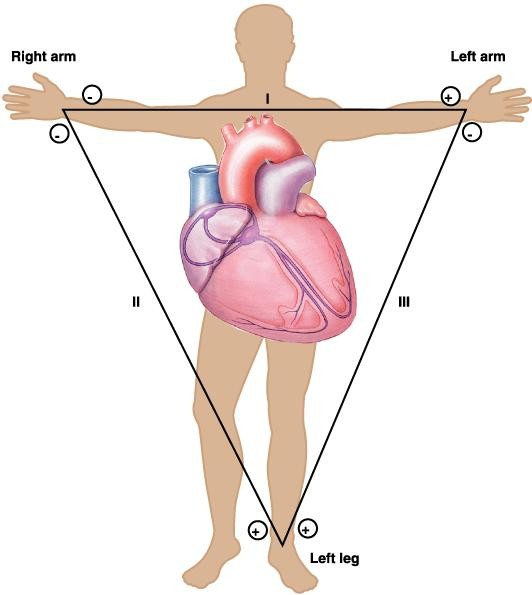 Right arm
Left arm
-
I
+
-
-
II
III
+
+
Left leg